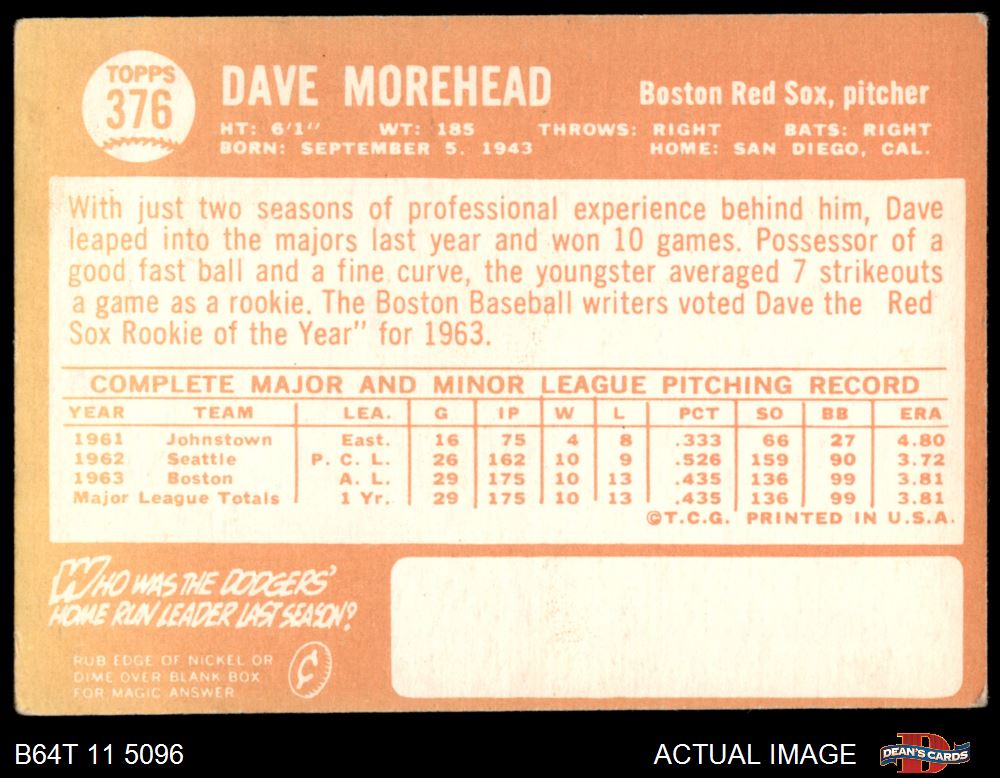 TOPPS
376
DAVE MOREHEAD
Boston Red Sox, pitcher
HT: 6'1" WT: 185 THROWS: RIGHT BATS: RIGHT
BORN: SEPTEMBER 5, 1943 HOME: SAN DIEGO, CAL.
With just two seasons of professional experience behind him, Dave
leaped into the majors last year and won 10 games. Possessor of a
good fast ball and a fine curve, the youngster averaged 7 strikeouts
a game as a rookie. The Boston Baseball writers voted Dave the Red
Sox Rookie of the Year" for 1963.
COMPLETE MAJOR AND MINOR LEAGUE PITCHING RECORD
YEAR TEAM LEA. G IP W L PCT SO BB ERA
1961 Johnstown East. 16 75 4 8 .333 66 27 4.80
1962 Seattle P. C. L. 26 162 10 9 .526 159 90 3.72
1963 Boston A. L. 29 175 10 13 .435 136 99 3.81
Major League Totals 1 Yr. 29 175 10 13 .435 136 99 3.81
©T.C.G. PRINTED IN U.S.A.
WHO WAS THE DODGERS'
HOME RUN LEADER LAST SEASON?
RUB EDGE OF NICKEL OR
DIME OVER BLANK BOX
FOR MAGIC ANSWER
¢
B64T 11 5096
ACTUAL IMAGE
D
DEAN'S CARDS